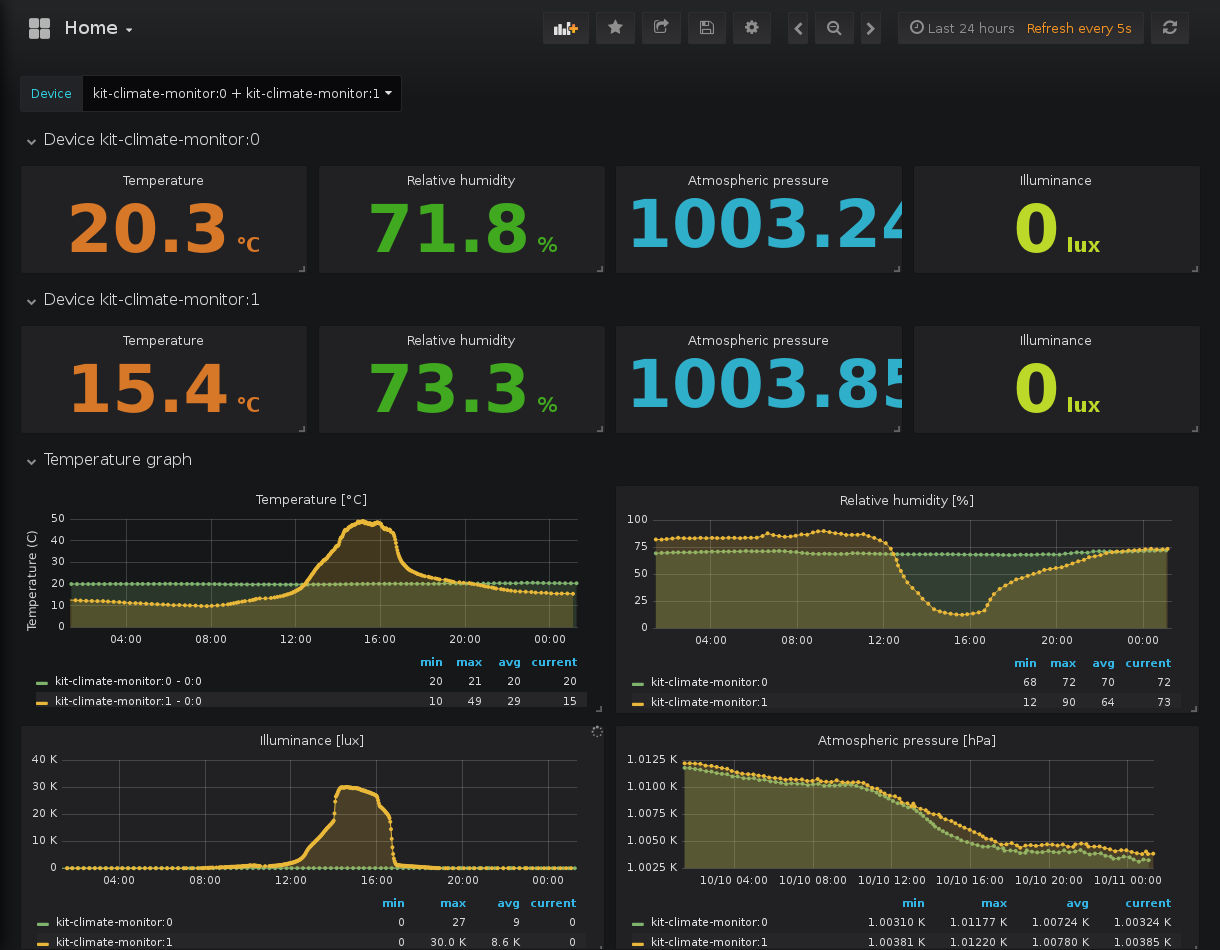 Home
Last 24 hours Refresh every 5s
Device kit-climate-monitor:0 + kit-climate-monitor:1
Device kit-climate-monitor:0
Temperature Relative humidity Atmospheric pressure Illuminance
20.3 °C 71.8 % 1003.24 0 lux
Device kit-climate-monitor:1
Temperature Relative humidity Atmospheric pressure Illuminance
15.4 °C 73.3 % 1003.85 0 lux
Temperature graph
Temperature [°C]
Temperature (C)
50
40
30
20
10
0
04:00 08:00 12:00 16:00 20:00 00:00
min max avg current
kit-climate-monitor:0 - 0:0 20 21 20 20
kit-climate-monitor:1 - 0:0 10 49 29 15
Relative humidity [%]
100
75
50
25
0
04:00 08:00 12:00 16:00 20:00 00:00
min max avg current
kit-climate-monitor:0 68 72 70 72
kit-climate-monitor:1 12 90 64 73
Illuminance [lux]
40 K
30 K
20 K
10 K
0
04:00 08:00 12:00 16:00 20:00 00:00
min max avg current
kit-climate-monitor:0 0 27 9 0
kit-climate-monitor:1 0 30.0 K 8.6 K 0
Atmospheric pressure [hPa]
1.0125 K
1.0100 K
1.0075 K
1.0050 K
1.0025 K
10/10 04:00 10/10 08:00 10/10 12:00 10/10 16:00 10/10 20:00 10/11 00:00
min max avg current
kit-climate-monitor:0 1.00310 K 1.01177 K 1.00724 K 1.00324 K
kit-climate-monitor:1 1.00381 K 1.01220 K 1.00780 K 1.00385 K